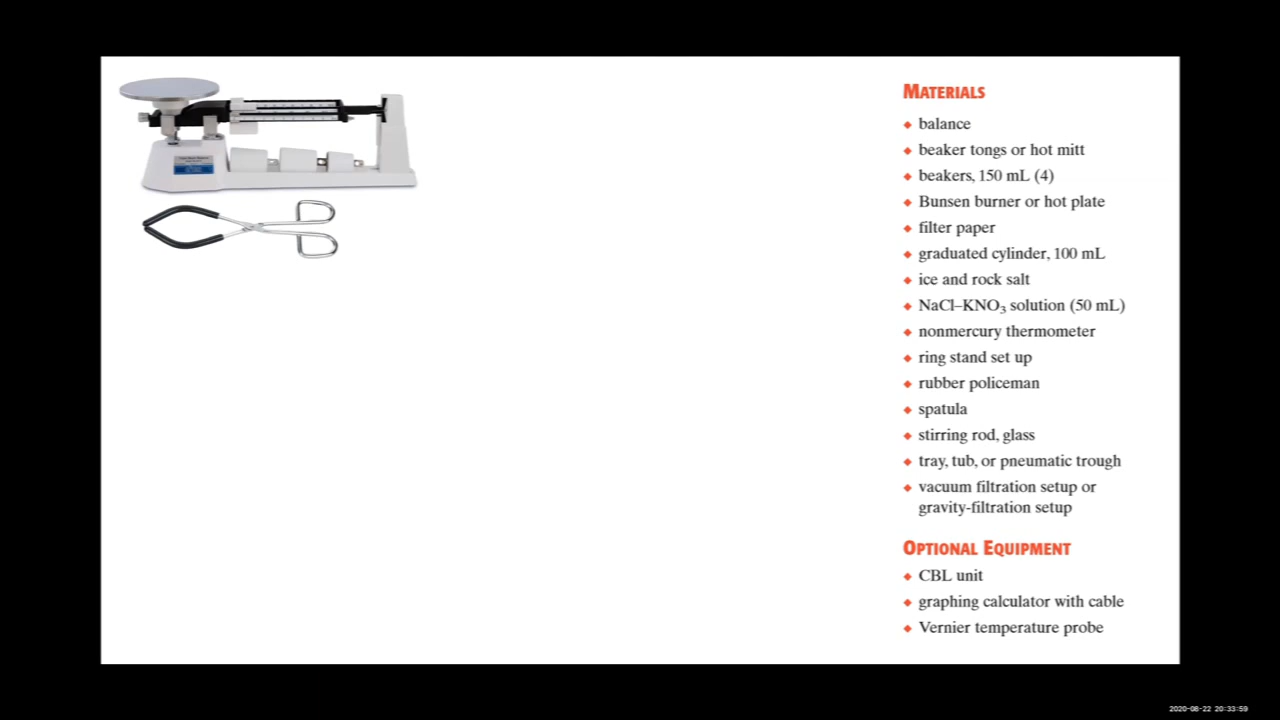 MATERIALS
◆ balance
◆ beaker tongs or hot mitt
◆ beakers, 150 mL (4)
◆ Bunsen burner or hot plate
◆ filter paper
◆ graduated cylinder, 100 mL
◆ ice and rock salt
◆ NaCl–KNO₃ solution (50 mL)
◆ nonmercury thermometer
◆ ring stand set up
◆ rubber policeman
◆ spatula
◆ stirring rod, glass
◆ tray, tub, or pneumatic trough
◆ vacuum filtration setup or
gravity-filtration setup
OPTIONAL EQUIPMENT
◆ CBL unit
◆ graphing calculator with cable
◆ Vernier temperature probe
2020-08-22 20:33:59